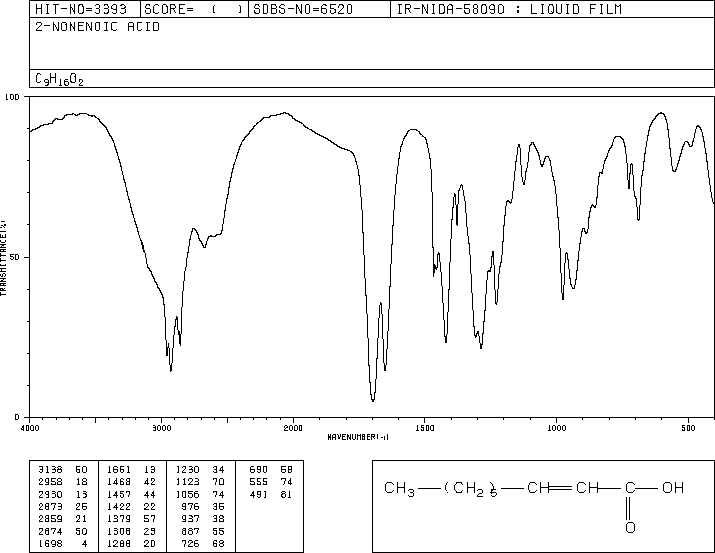 HIT-NO=3393 SCORE= ( ) SDBS-NO=6520 IR-NIDA-58090 : LIQUID FILM
2-NONENOIC ACID
C9H16O2
100
50
0
TRANSMITTANCE(%)
4000 3000 2000 1500 1000 500
WAVENUMBER(-1)
3138 60 1651 13 1230 34 690 58
2958 18 1468 42 1123 70 555 74
2930 13 1457 44 1056 74 491 81
2873 26 1422 22 976 35
2859 21 1379 57 937 38
2674 50 1308 23 887 55
1698 4 1288 20 726 68
CH3 (CH2)5 CH CH C OH
O